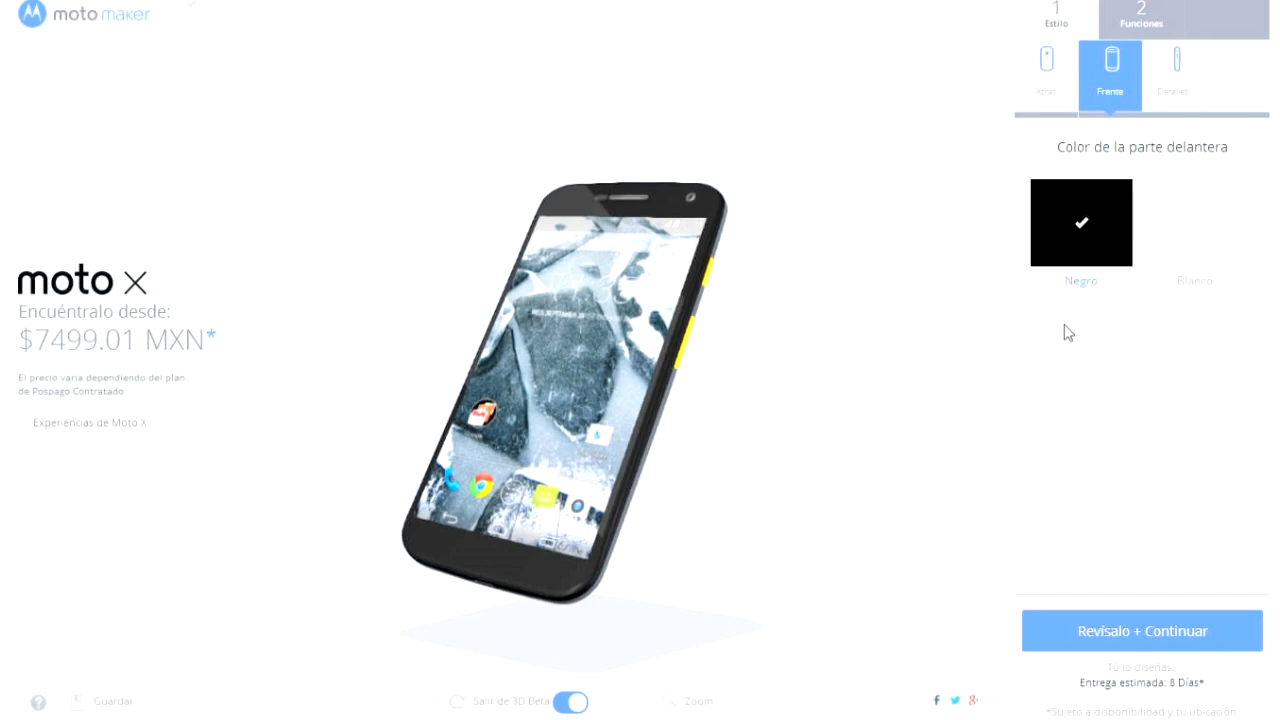 moto maker
1
Estilo
2
Funciones
Atrás
Frente
Detalles
Color de la parte delantera
Negro
Blanco
moto X
Encuéntralo desde:
$7499.01 MXN*
El precio varia dependiendo del plan
de Pospago Contratado.
Experiencias de Moto X
Revísalo + Continuar
Tú lo diseñas.
Entrega estimada: 8 Días*
*Sujeto a disponibilidad y tu ubicación
?
Guardar
Salir de 3D Beta
Zoom